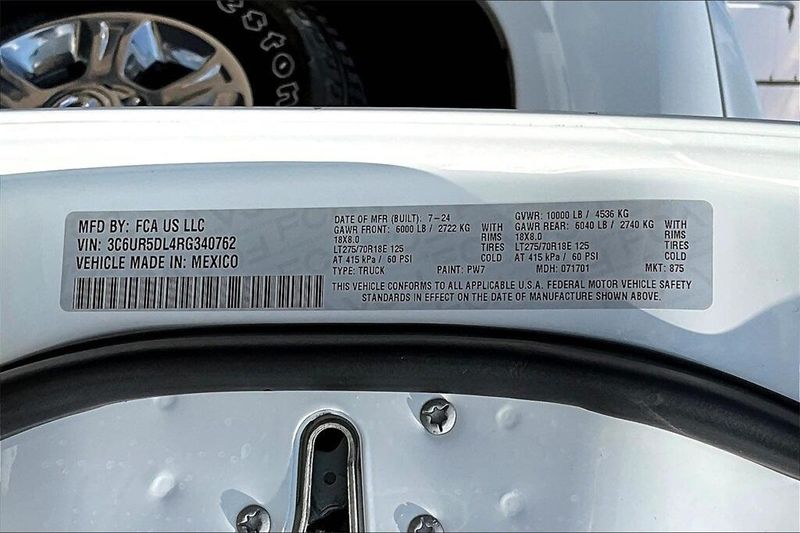 restone
MFD BY: FCA US LLC
VIN: 3C6UR5DL4RG340762
VEHICLE MADE IN: MEXICO
DATE OF MFR (BUILT): 7-24
GAWR FRONT: 6000 LB / 2722 KG WITH
18X8.0 RIMS
LT275/70R18E 125 TIRES
AT 415 kPa / 60 PSI COLD
TYPE: TRUCK PAINT: PW7
GVWR: 10000 LB / 4536 KG
GAWR REAR: 6040 LB / 2740 KG WITH
18X8.0 RIMS
LT275/70R18E 125 TIRES
AT 415 kPa / 60 PSI COLD
MDH: 071701 MKT: 875
THIS VEHICLE CONFORMS TO ALL APPLICABLE U.S.A. FEDERAL MOTOR VEHICLE SAFETY
STANDARDS IN EFFECT ON THE DATE OF MANUFACTURE SHOWN ABOVE.